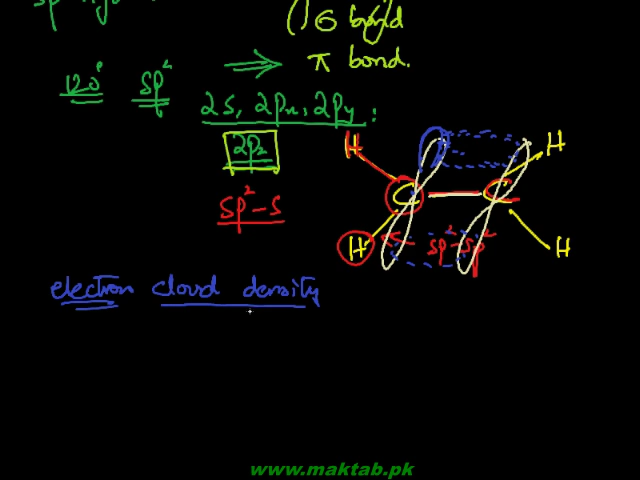 σ bond
π bond.
120° sp²
2s, 2px, 2py :
2pz
sp² - s
H H
C C
H sp²-sp² H
electron cloud density
www.maktab.pk